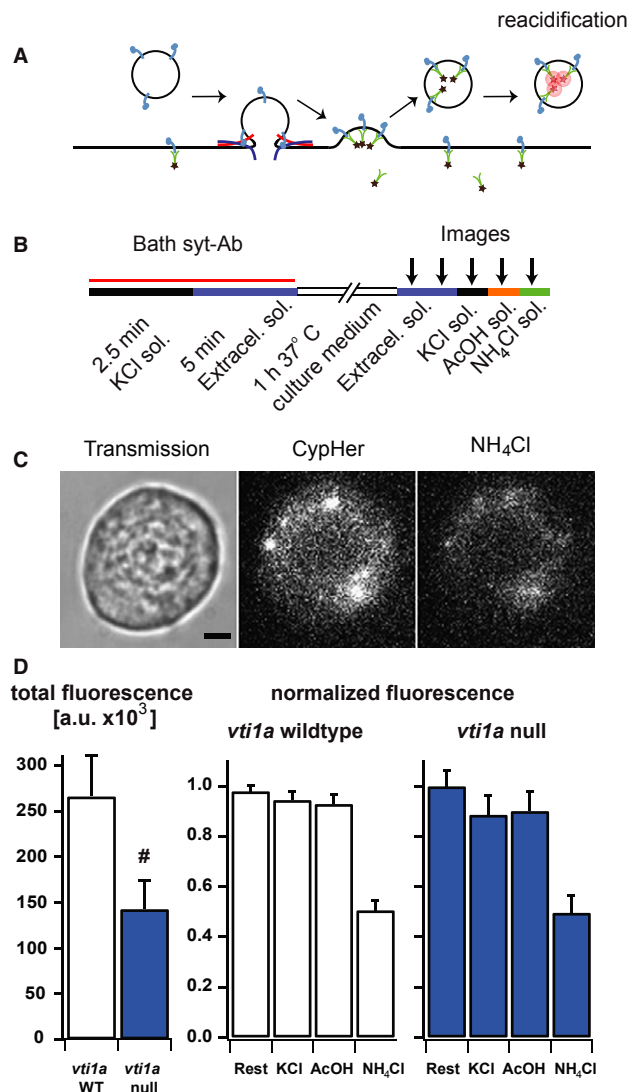 reacidification
A
B
Bath syt-Ab
Images
2.5 min
KCl sol.
5 min
Extracel. sol.
1 h 37° C
culture medium
Extracel. sol.
KCl sol.
AcOH sol.
NH4Cl sol.
C
Transmission
CypHer
NH4Cl
D
total fluorescence
[a.u. x10^3]
normalized fluorescence
vti1a wildtype
vti1a null
300
250
200
150
100
50
0
#
vti1a
WT
vti1a
null
1.0
0.8
0.6
0.4
0.2
0.0
Rest KCl AcOH NH4Cl
Rest KCl AcOH NH4Cl